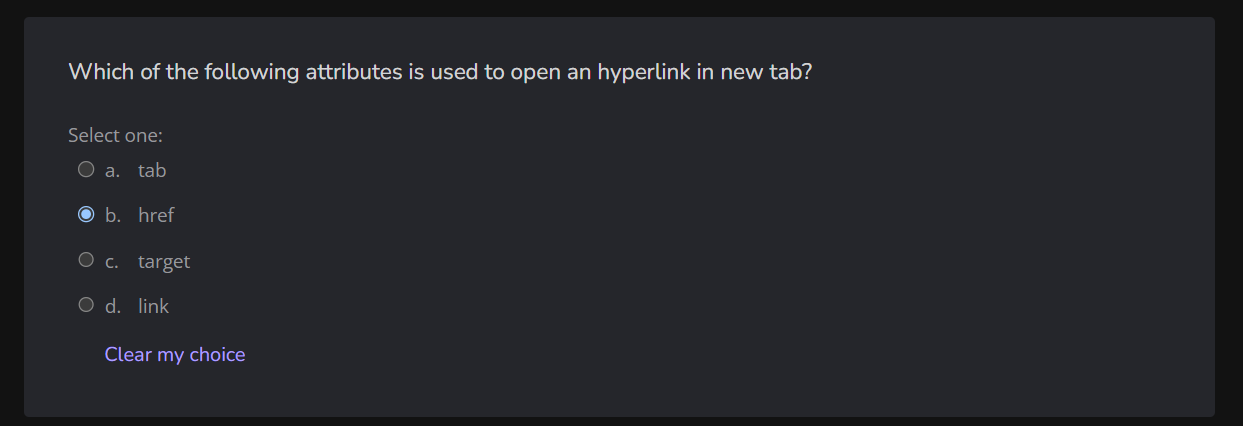 Which of the following attributes is used to open an hyperlink in new tab?
Select one:
a. tab
b. href
c. target
d. link
Clear my choice